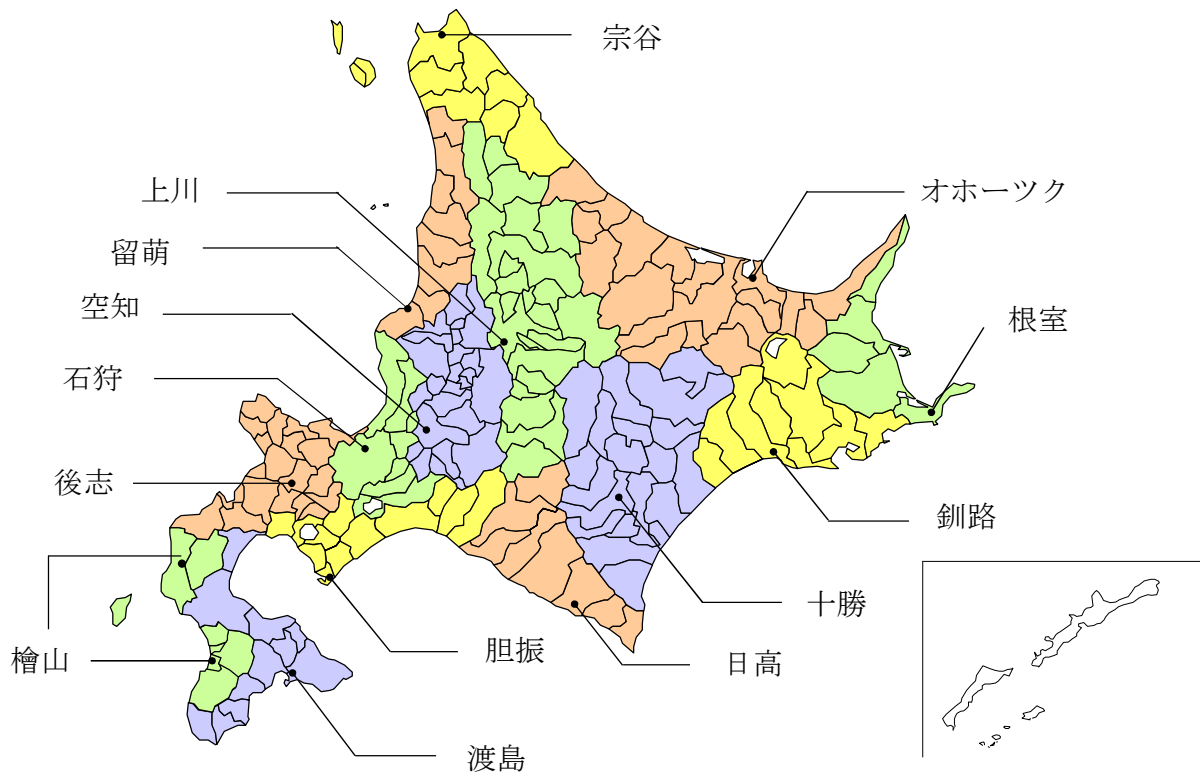 宗谷
上川
オホーツク
留萌
空知
根室
石狩
後志
釧路
十勝
胆振
檜山
日高
渡島